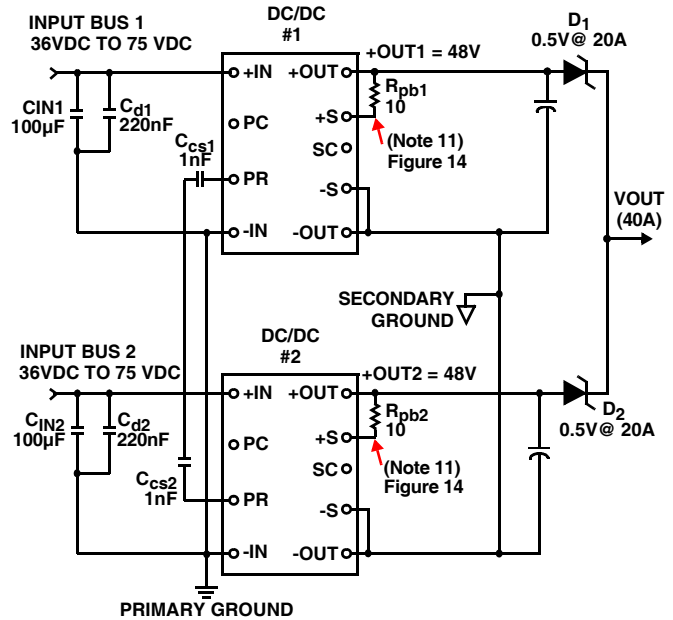 INPUT BUS 1
36VDC TO 75 VDC
DC/DC
#1
+OUT1 = 48V
D1
0.5V@ 20A
CIN1
100µF
Cd1
220nF
+IN
+OUT
Rpb1
10
PC
+S
(Note 11)
Figure 14
SC
Ccs1
1nF
PR
-S
-IN
-OUT
VOUT
(40A)
SECONDARY
GROUND
INPUT BUS 2
36VDC TO 75 VDC
DC/DC
#2
+OUT2 = 48V
D2
0.5V@ 20A
CIN2
100µF
Cd2
220nF
+IN
+OUT
Rpb2
10
PC
+S
(Note 11)
Figure 14
SC
Ccs2
1nF
PR
-S
-IN
-OUT
PRIMARY GROUND